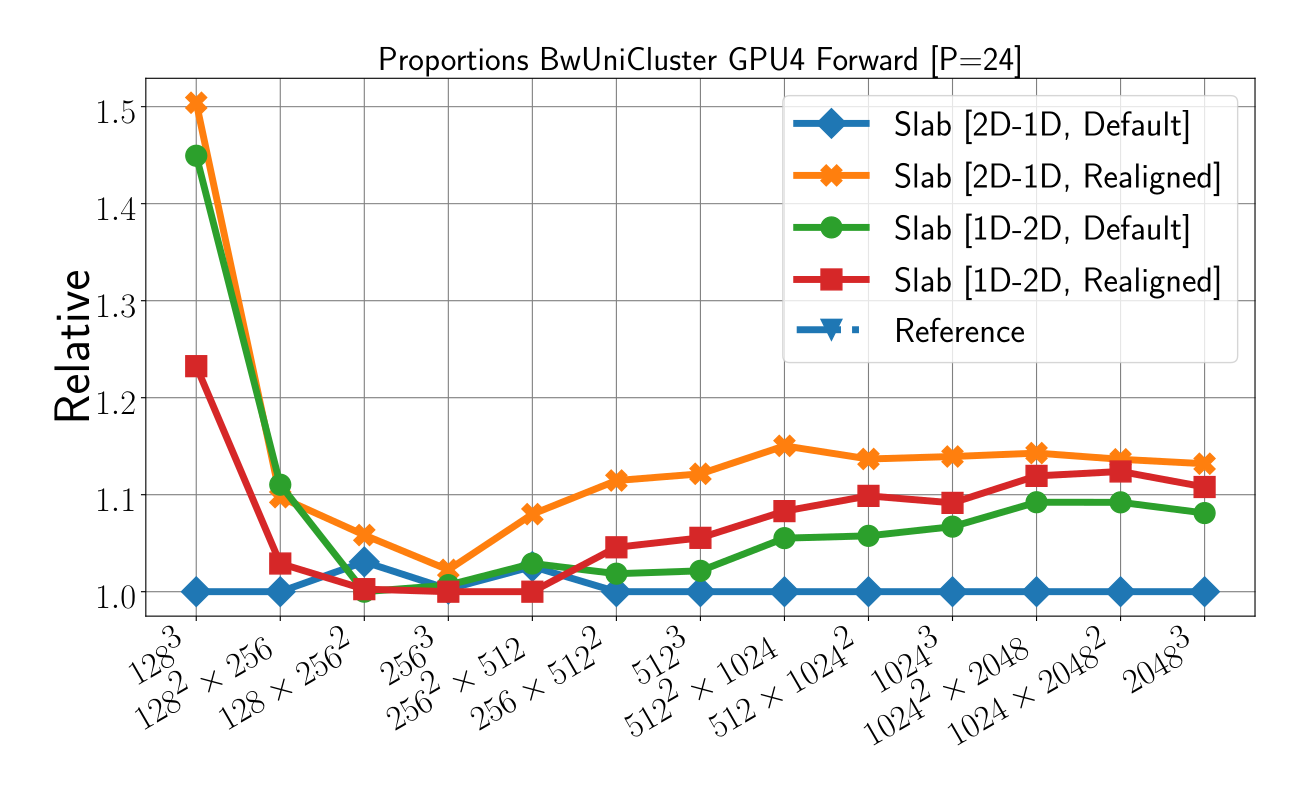 Proportions BwUniCluster GPU4 Forward [P=24]
Relative
1.5
1.4
1.3
1.2
1.1
1.0
Slab [2D-1D, Default]
Slab [2D-1D, Realigned]
Slab [1D-2D, Default]
Slab [1D-2D, Realigned]
Reference
128³
128² × 256
128 × 256²
256³
256² × 512
256 × 512²
512³
512² × 1024
512 × 1024²
1024³
1024² × 2048
1024 × 2048²
2048³